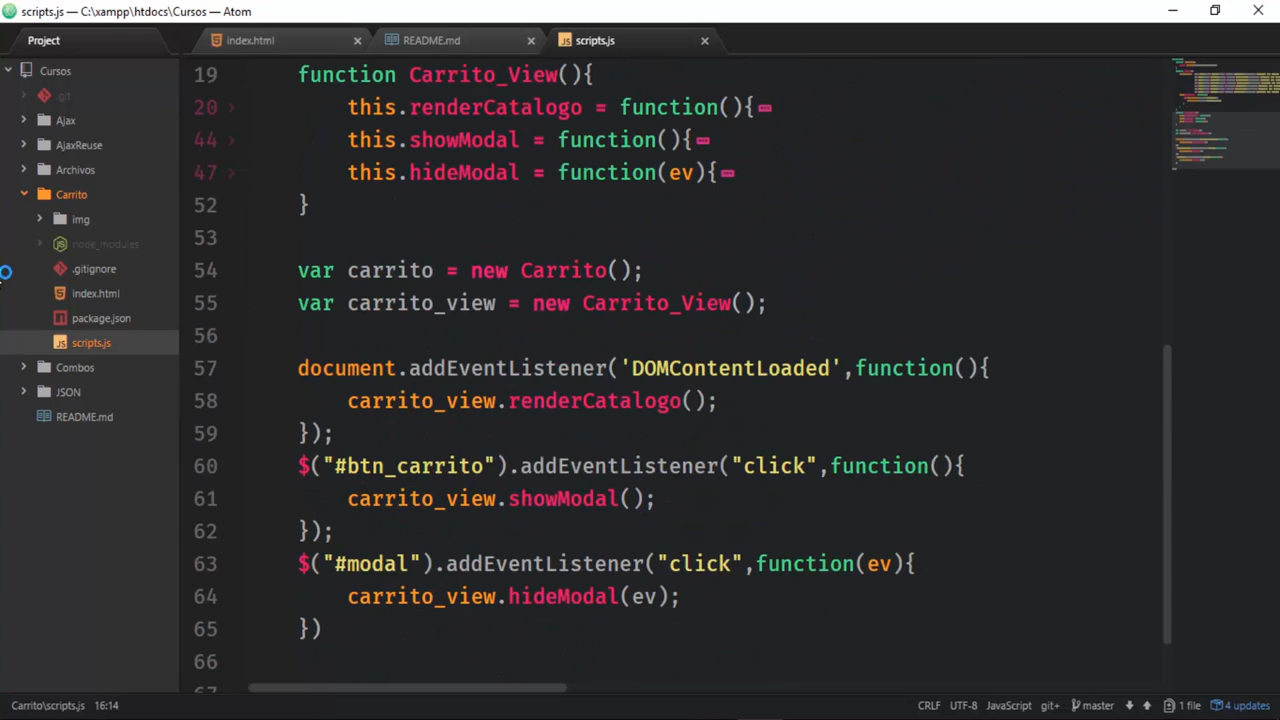 scripts.js — C:\xampp\htdocs\Cursos — Atom
Project
index.html
README.md
scripts.js
Cursos
.git
Ajax
AjaxReuse
Archivos
Carrito
img
node_modules
.gitignore
index.html
package.json
scripts.js
Combos
JSON
README.md
19 function Carrito_View(){
20 this.renderCatalogo = function(){
44 this.showModal = function(){
47 this.hideModal = function(ev){
52 }
53
54 var carrito = new Carrito();
55 var carrito_view = new Carrito_View();
56
57 document.addEventListener('DOMContentLoaded',function(){
58 carrito_view.renderCatalogo();
59 });
60 $("#btn_carrito").addEventListener("click",function(){
61 carrito_view.showModal();
62 });
63 $("#modal").addEventListener("click",function(ev){
64 carrito_view.hideModal(ev);
65 })
66
67
Carrito\scripts.js 16:14
CRLF UTF-8 JavaScript git+ master 1 file 4 updates